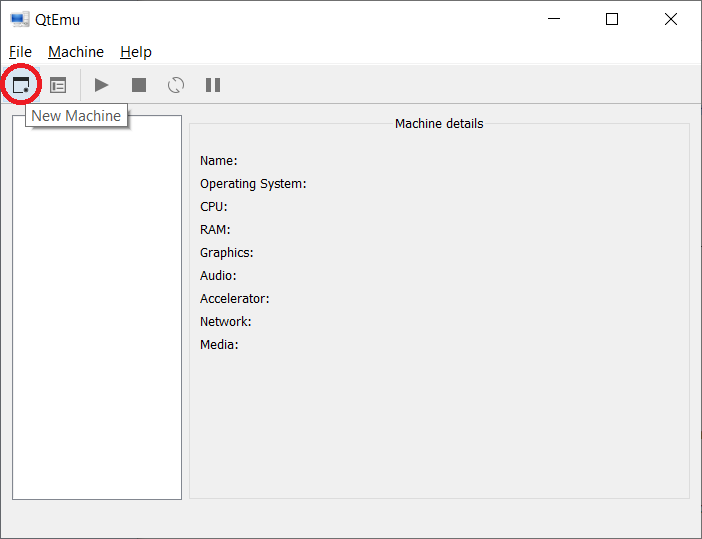 QtEmu
File Machine Help
New Machine
Machine details
Name:
Operating System:
CPU:
RAM:
Graphics:
Audio:
Accelerator:
Network:
Media: